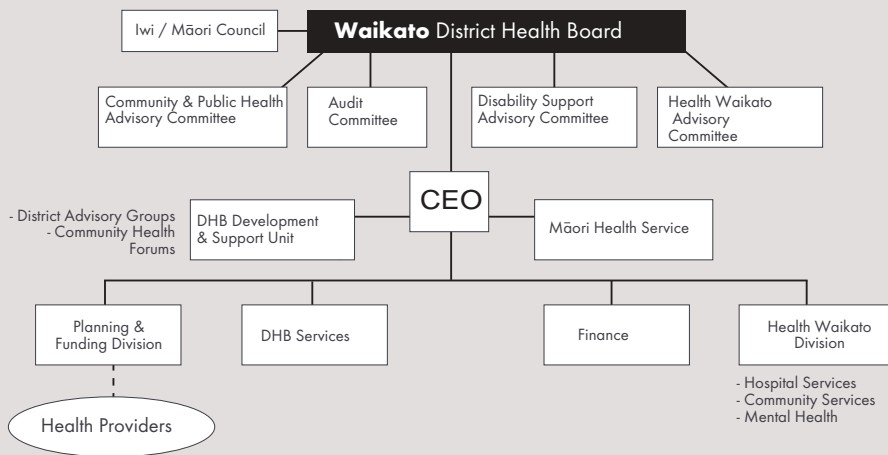 Iwi / Māori Council
Waikato District Health Board
Community & Public Health
Advisory Committee
Audit
Committee
Disability Support
Advisory Committee
Health Waikato
Advisory
Committee
CEO
- District Advisory Groups
- Community Health
Forums
DHB Development
& Support Unit
Māori Health Service
Planning &
Funding Division
DHB Services
Finance
Health Waikato
Division
- Hospital Services
- Community Services
- Mental Health
Health Providers